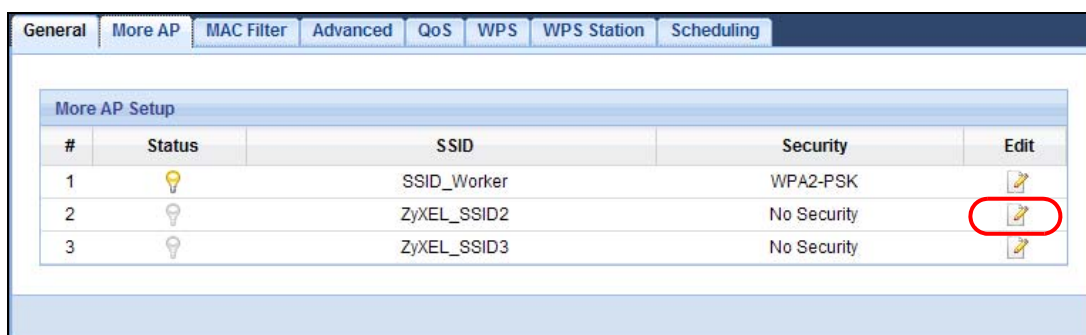 General More AP MAC Filter Advanced QoS WPS WPS Station Scheduling
More AP Setup
# Status SSID Security Edit
1 SSID_Worker WPA2-PSK
2 ZyXEL_SSID2 No Security
3 ZyXEL_SSID3 No Security